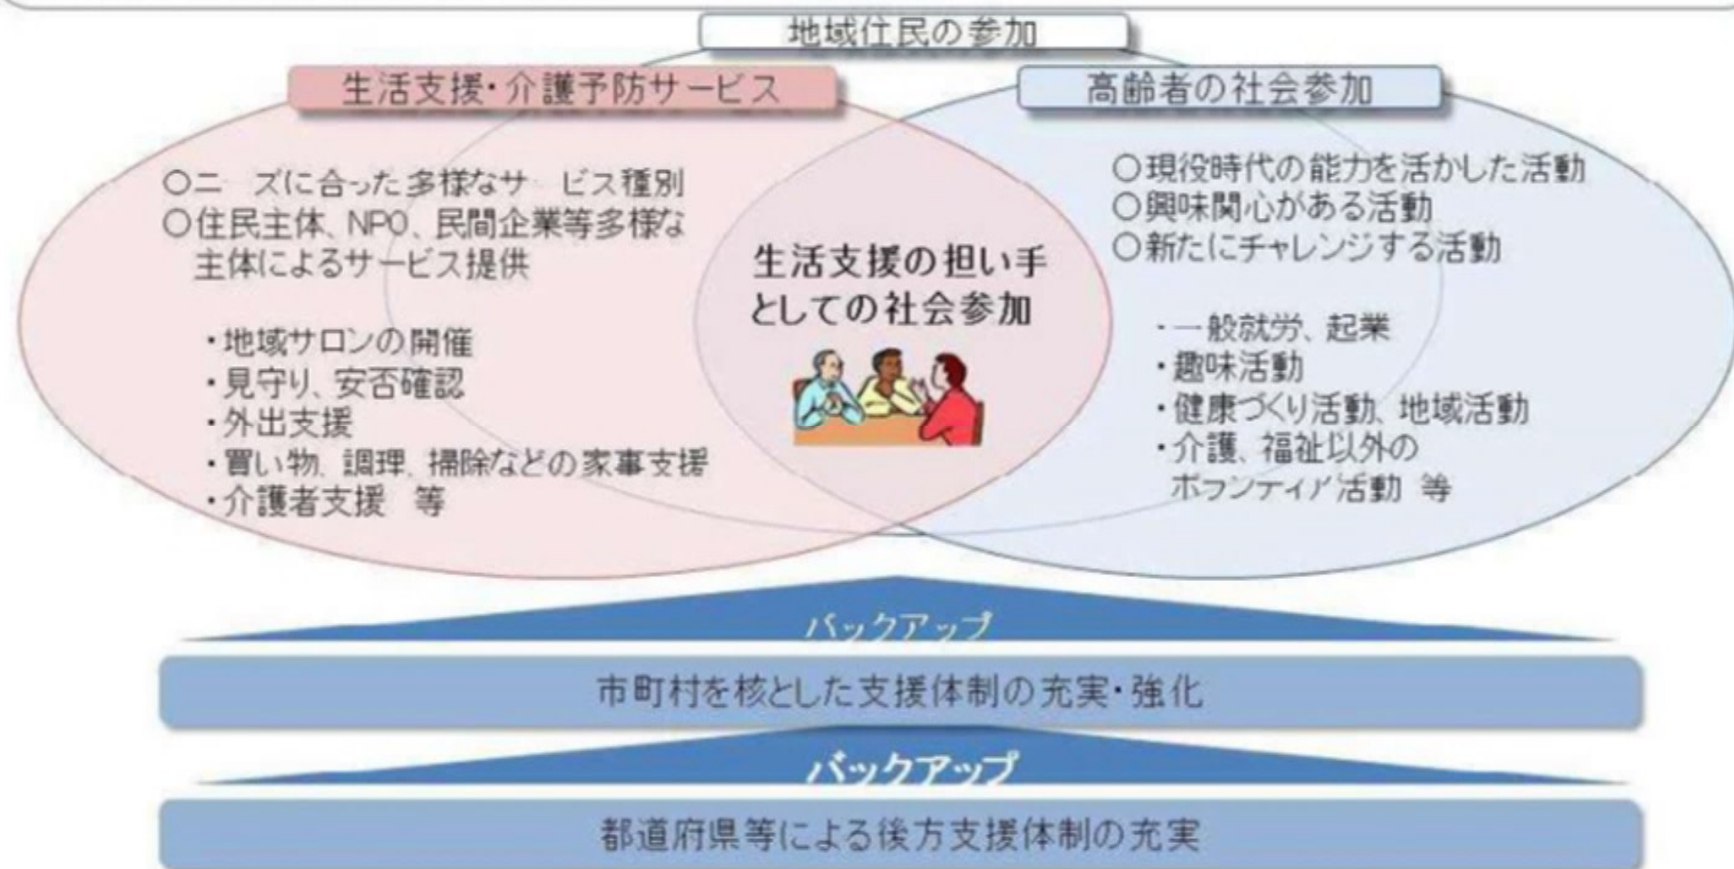 地域住民の参加
生活支援・介護予防サービス
○ニーズに合った多様なサービス種別
○住民主体、NPO、民間企業等多様な
主体によるサービス提供
・地域サロンの開催
・見守り、安否確認
・外出支援
・買い物、調理、掃除などの家事支援
・介護者支援 等
生活支援の担い手
としての社会参加
高齢者の社会参加
○現役時代の能力を活かした活動
○興味関心がある活動
○新たにチャレンジする活動
・一般就労、起業
・趣味活動
・健康づくり活動、地域活動
・介護、福祉以外の
ボランティア活動 等
バックアップ
市町村を核とした支援体制の充実・強化
バックアップ
都道府県等による後方支援体制の充実